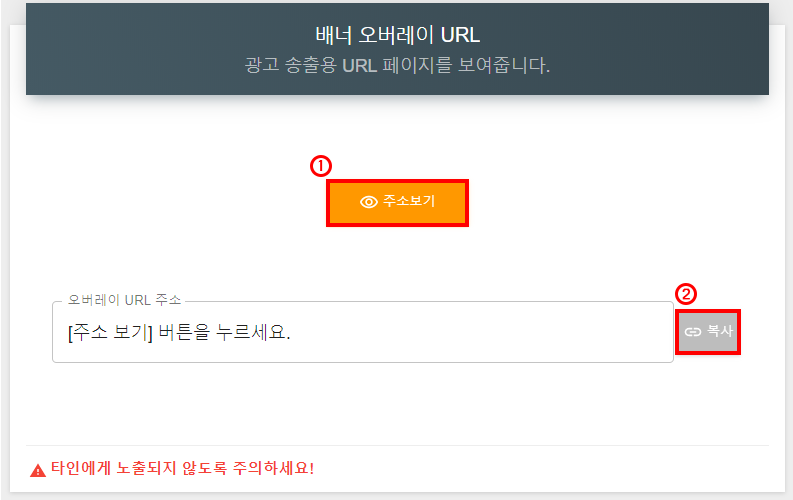 배너 오버레이 URL
광고 송출용 URL 페이지를 보여줍니다.
①
주소보기
오버레이 URL 주소
②
[주소 보기] 버튼을 누르세요.
복사
타인에게 노출되지 않도록 주의하세요!